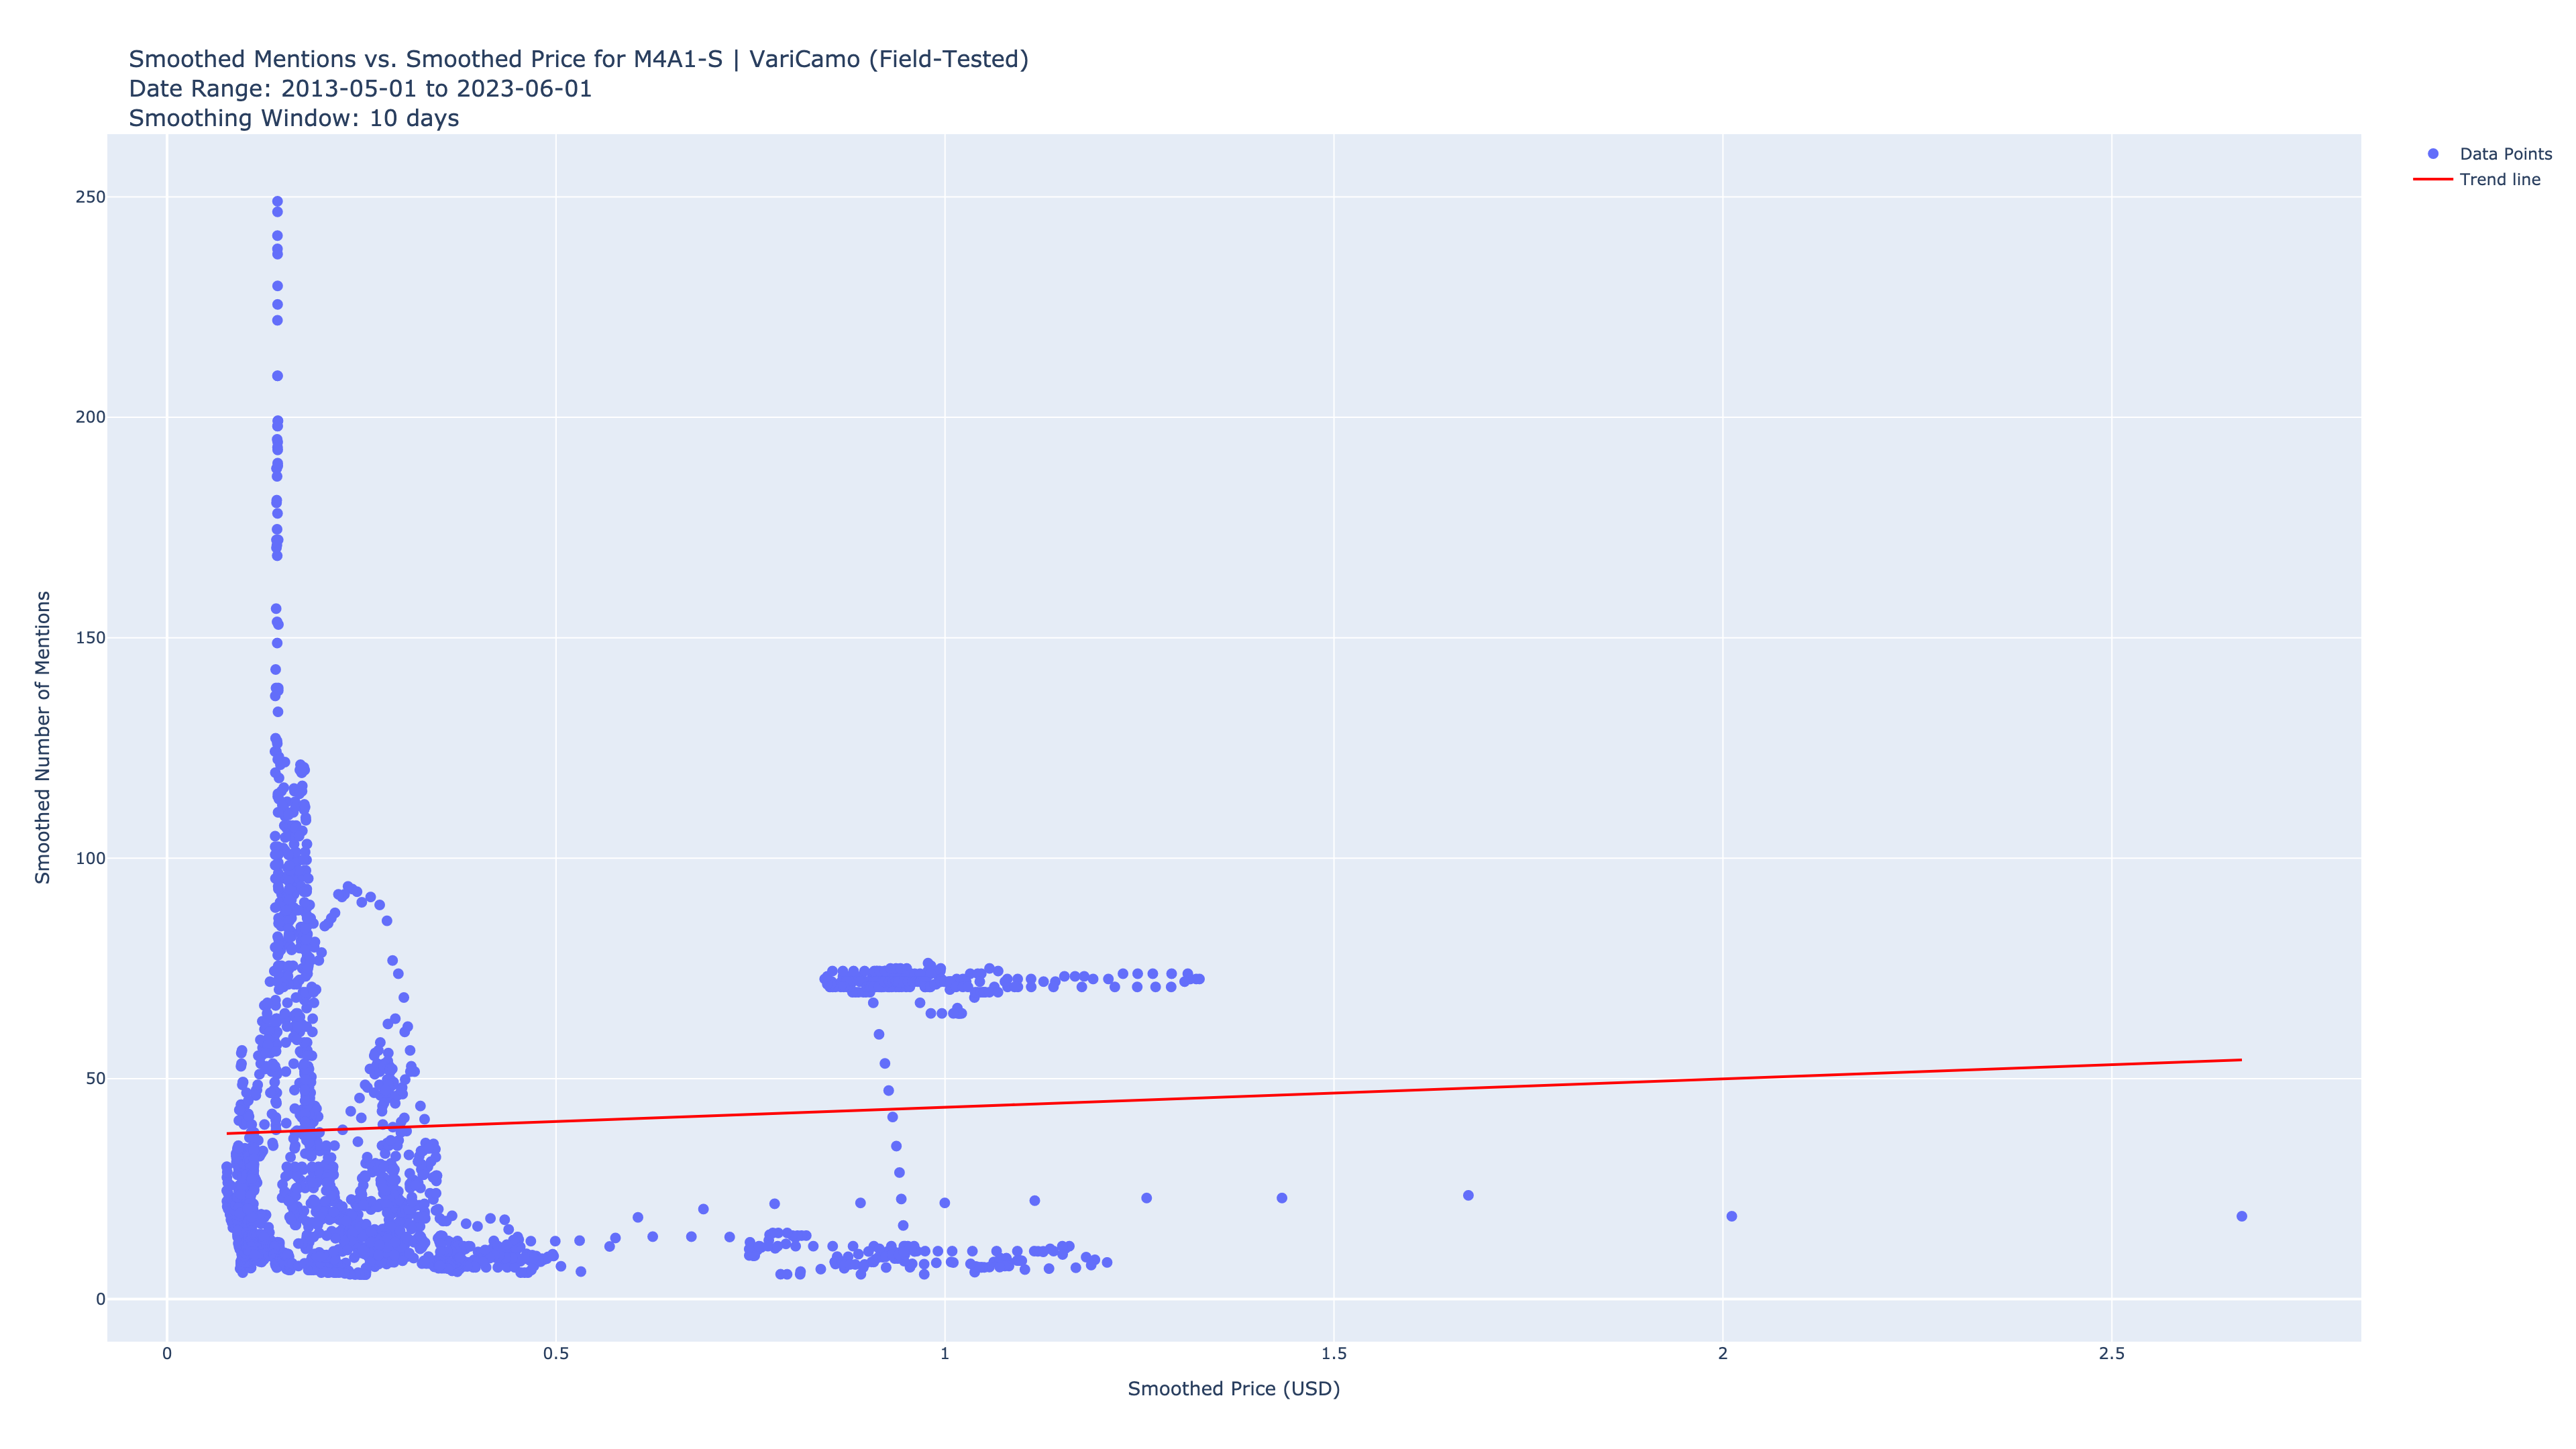 Smoothed Mentions vs. Smoothed Price for M4A1-S | VariCamo (Field-Tested)
Date Range: 2013-05-01 to 2023-06-01
Smoothing Window: 10 days
Data Points
Trend line
Smoothed Number of Mentions
250
200
150
100
50
0
0
0.5
1
1.5
2
2.5
Smoothed Price (USD)